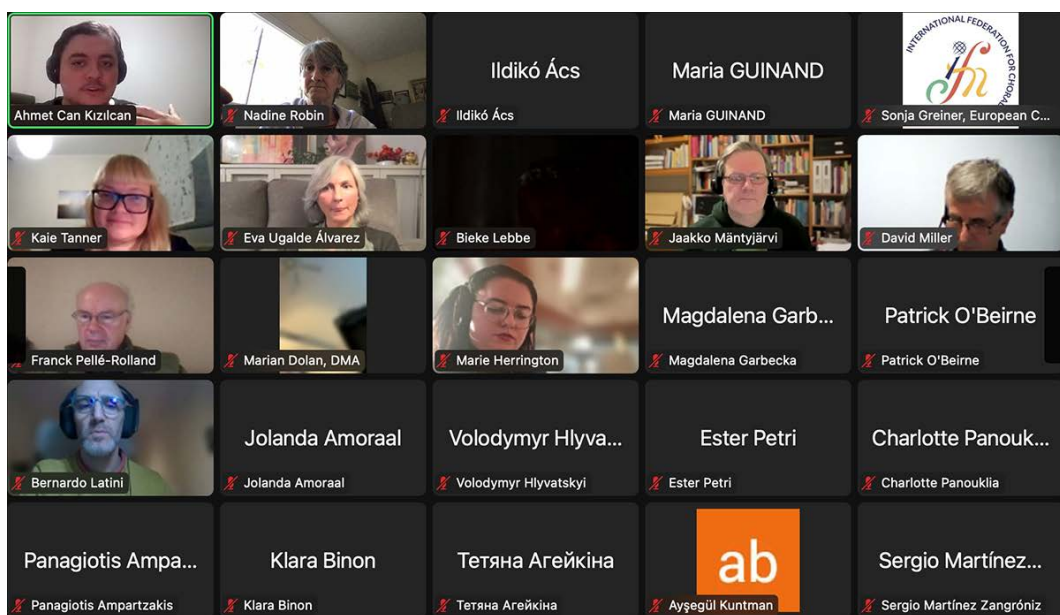 Ahmet Can Kızılcan
Nadine Robin
Ildikó Ács
Ildikó Ács
Maria GUINAND
Maria GUINAND
INTERNATIONAL FEDERATION FOR CHORAL
Sonja Greiner, European C...
Kaie Tanner
Eva Ugalde Álvarez
Bieke Lebbe
Jaakko Mäntyjärvi
David Miller
Franck Pellé-Rolland
Marian Dolan, DMA
Marie Herrington
Magdalena Garb...
Magdalena Garbecka
Patrick O'Beirne
Patrick O'Beirne
Bernardo Latini
Jolanda Amoraal
Jolanda Amoraal
Volodymyr Hlyva...
Volodymyr Hlyvatskyi
Ester Petri
Ester Petri
Charlotte Panouk...
Charlotte Panouklia
Panagiotis Ampa...
Panagiotis Ampartzakis
Klara Binon
Klara Binon
Тетяна Агейкіна
Тетяна Агейкіна
ab
Ayşegül Kuntman
Sergio Martínez...
Sergio Martínez Zangróniz